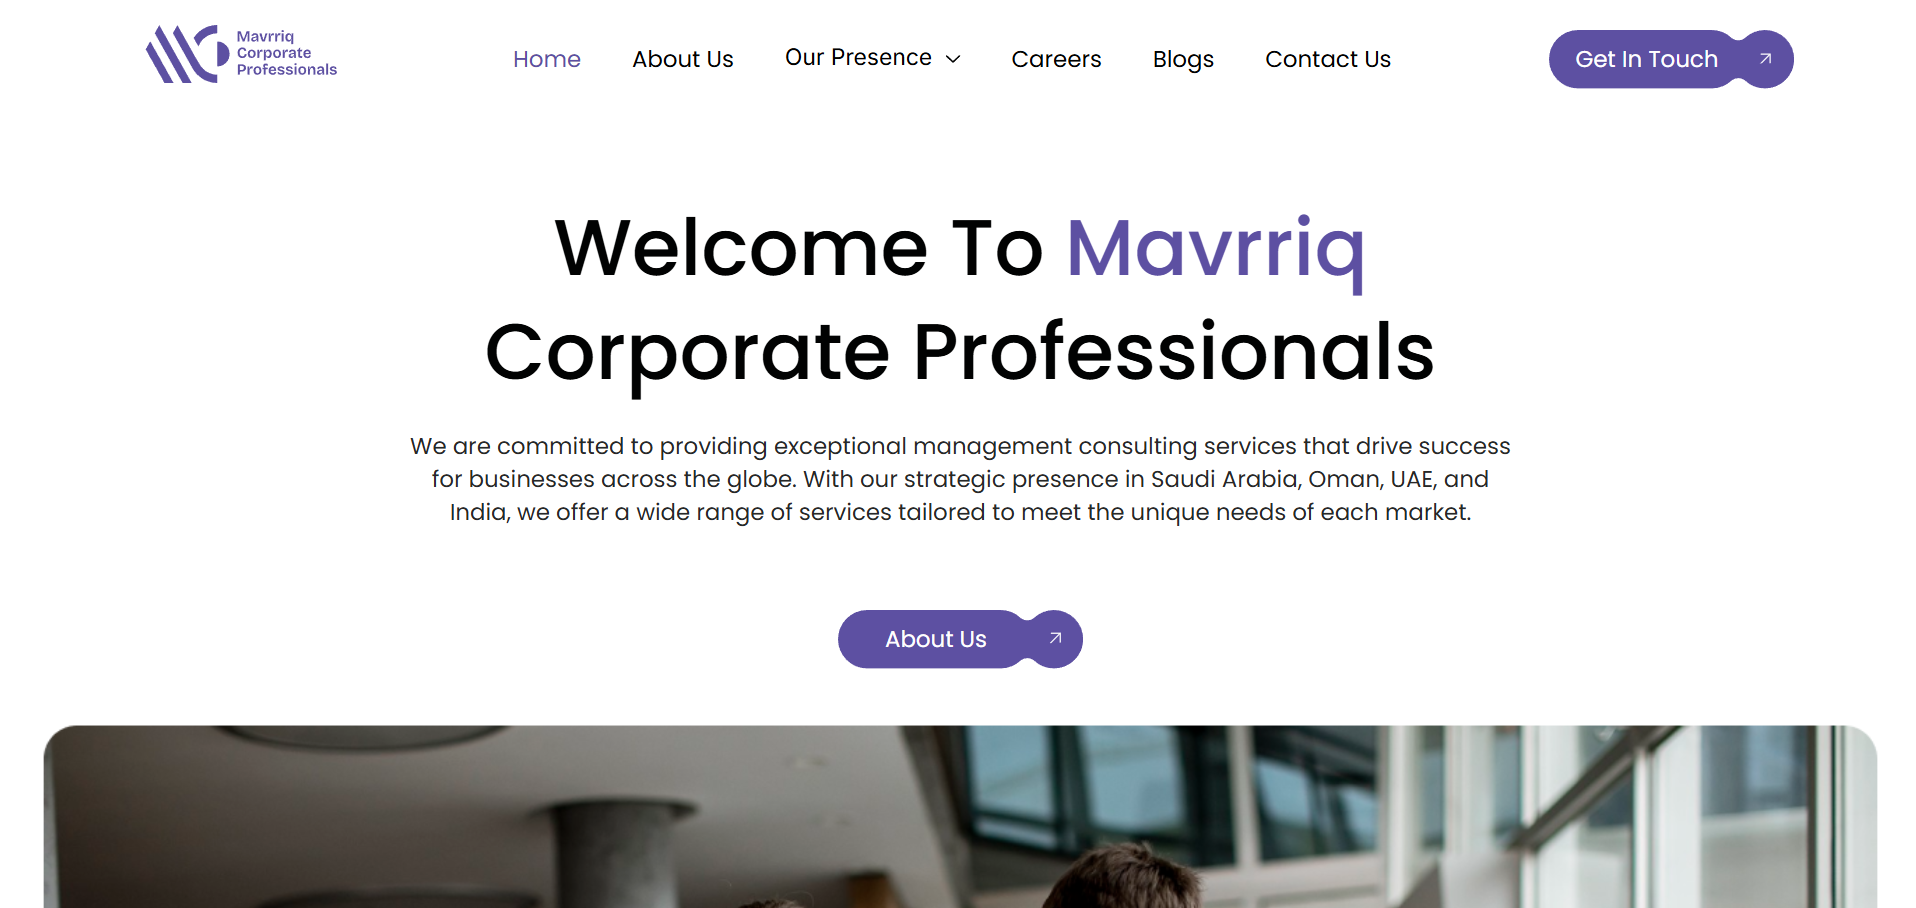 Mavrriq
Corporate
Professionals
Home About Us Our Presence Careers Blogs Contact Us
Get In Touch
Welcome To Mavrriq
Corporate Professionals
We are committed to providing exceptional management consulting services that drive success
for businesses across the globe. With our strategic presence in Saudi Arabia, Oman, UAE, and
India, we offer a wide range of services tailored to meet the unique needs of each market.
About Us